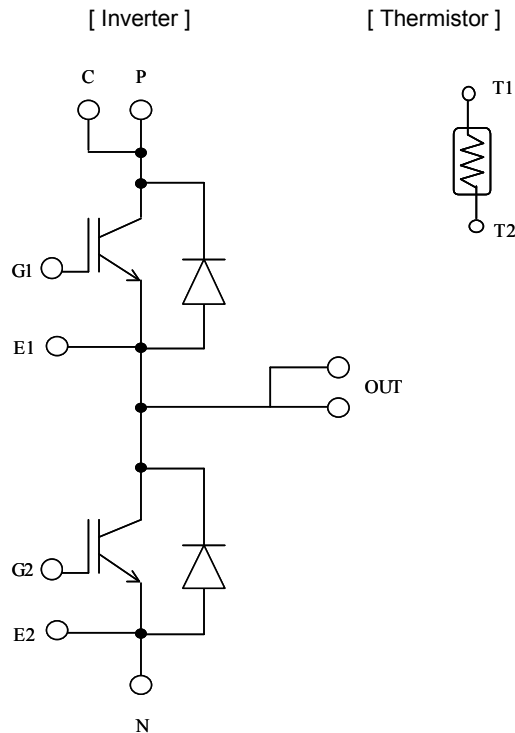 [ Inverter ] [ Thermistor ]
C P
T1
T2
G1
E1
OUT
G2
E2
N